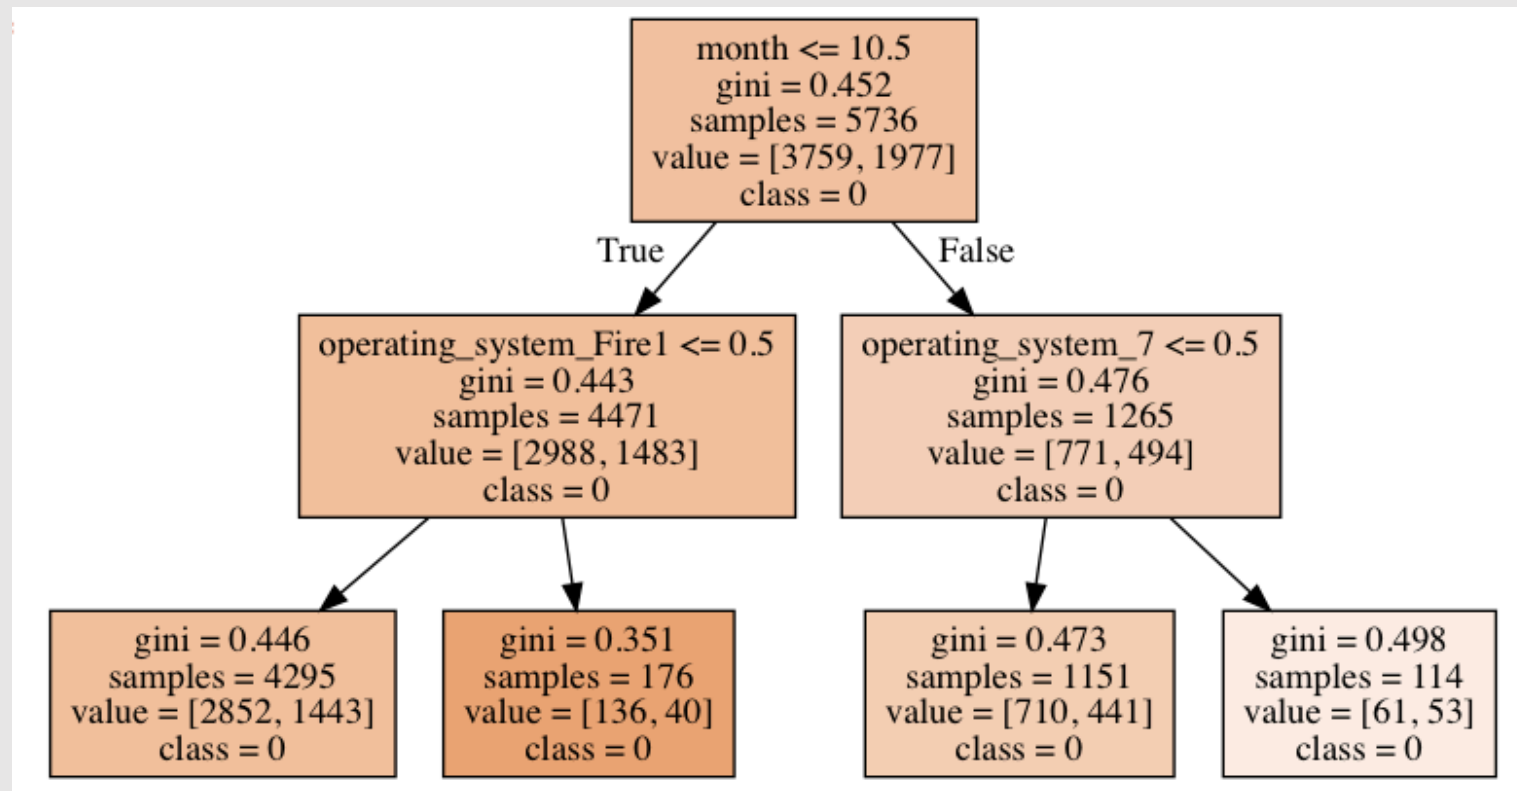 month <= 10.5
gini = 0.452
samples = 5736
value = [3759, 1977]
class = 0
True
False
operating_system_Fire1 <= 0.5
gini = 0.443
samples = 4471
value = [2988, 1483]
class = 0
operating_system_7 <= 0.5
gini = 0.476
samples = 1265
value = [771, 494]
class = 0
gini = 0.446
samples = 4295
value = [2852, 1443]
class = 0
gini = 0.351
samples = 176
value = [136, 40]
class = 0
gini = 0.473
samples = 1151
value = [710, 441]
class = 0
gini = 0.498
samples = 114
value = [61, 53]
class = 0